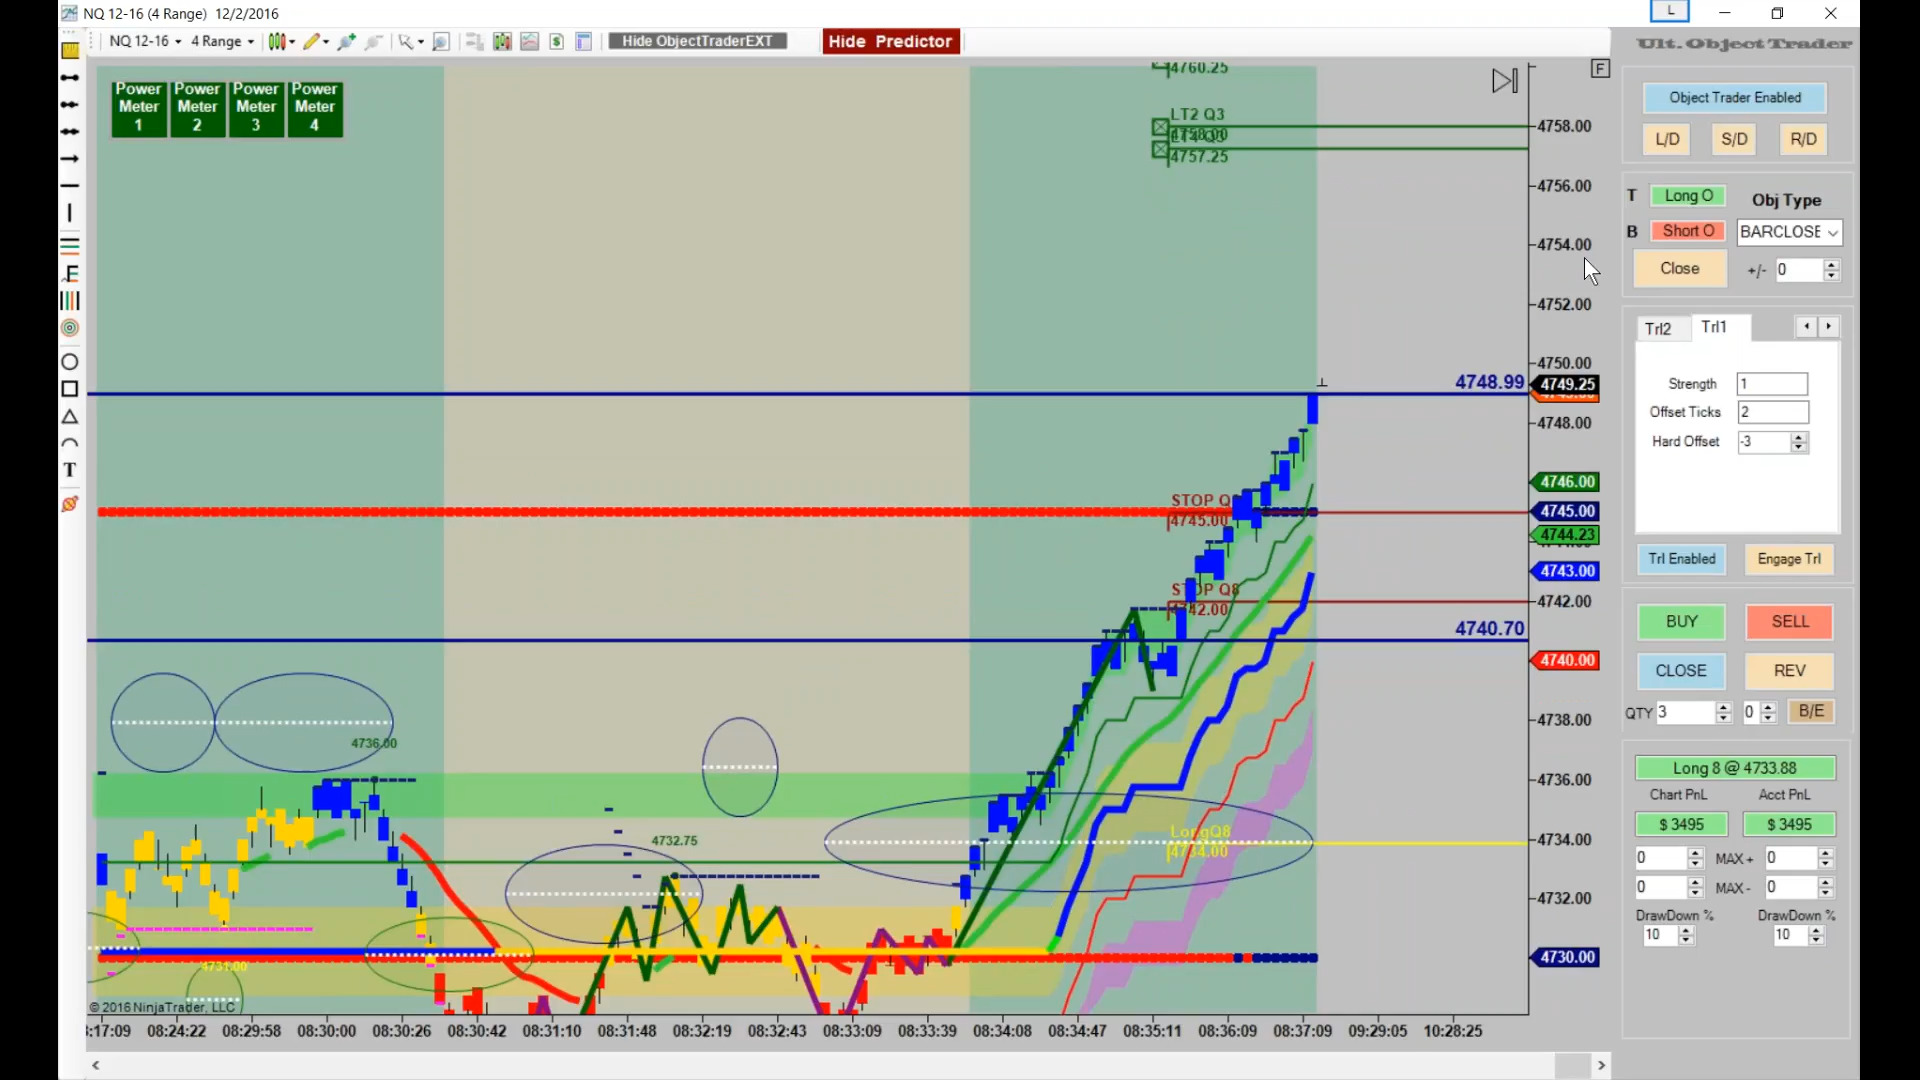 NQ 12-16 (4 Range)  12/2/2016
L
NQ 12-16
4 Range
Hide ObjectTraderEXT
Hide Predictor
Ult. Object Trader
Power Meter 1
Power Meter 2
Power Meter 3
Power Meter 4
F
4760.25
LT2 Q3
4758.00
4757.25
4758.00
4756.00
4754.00
4752.00
4750.00
4748.99
4749.25
4748.00
4746.00
STOP Q
4745.00
4745.00
4744.23
4743.00
STOP Q8
4742.00
4742.00
4740.70
4740.00
4738.00
4736.00
4736.00
4732.75
LongQ8
4734.00
4734.00
4732.00
4731.00
4730.00
© 2016 NinjaTrader, LLC
:17:09
08:24:22
08:29:58
08:30:00
08:30:26
08:30:42
08:31:10
08:31:48
08:32:19
08:32:43
08:33:09
08:33:39
08:34:08
08:34:47
08:35:11
08:36:09
08:37:09
09:29:05
10:28:25
Object Trader Enabled
L/D
S/D
R/D
T
Long O
Obj Type
B
Short O
BARCLOSE
Close
+/-
0
Trl2
Trl1
Strength
1
Offset Ticks
2
Hard Offset
-3
Trl Enabled
Engage Trl
BUY
SELL
CLOSE
REV
QTY
3
0
B/E
Long 8 @ 4733.88
Chart PnL
Acct PnL
$ 3495
$ 3495
0
MAX +
0
0
MAX -
0
DrawDown %
DrawDown %
10
10
T